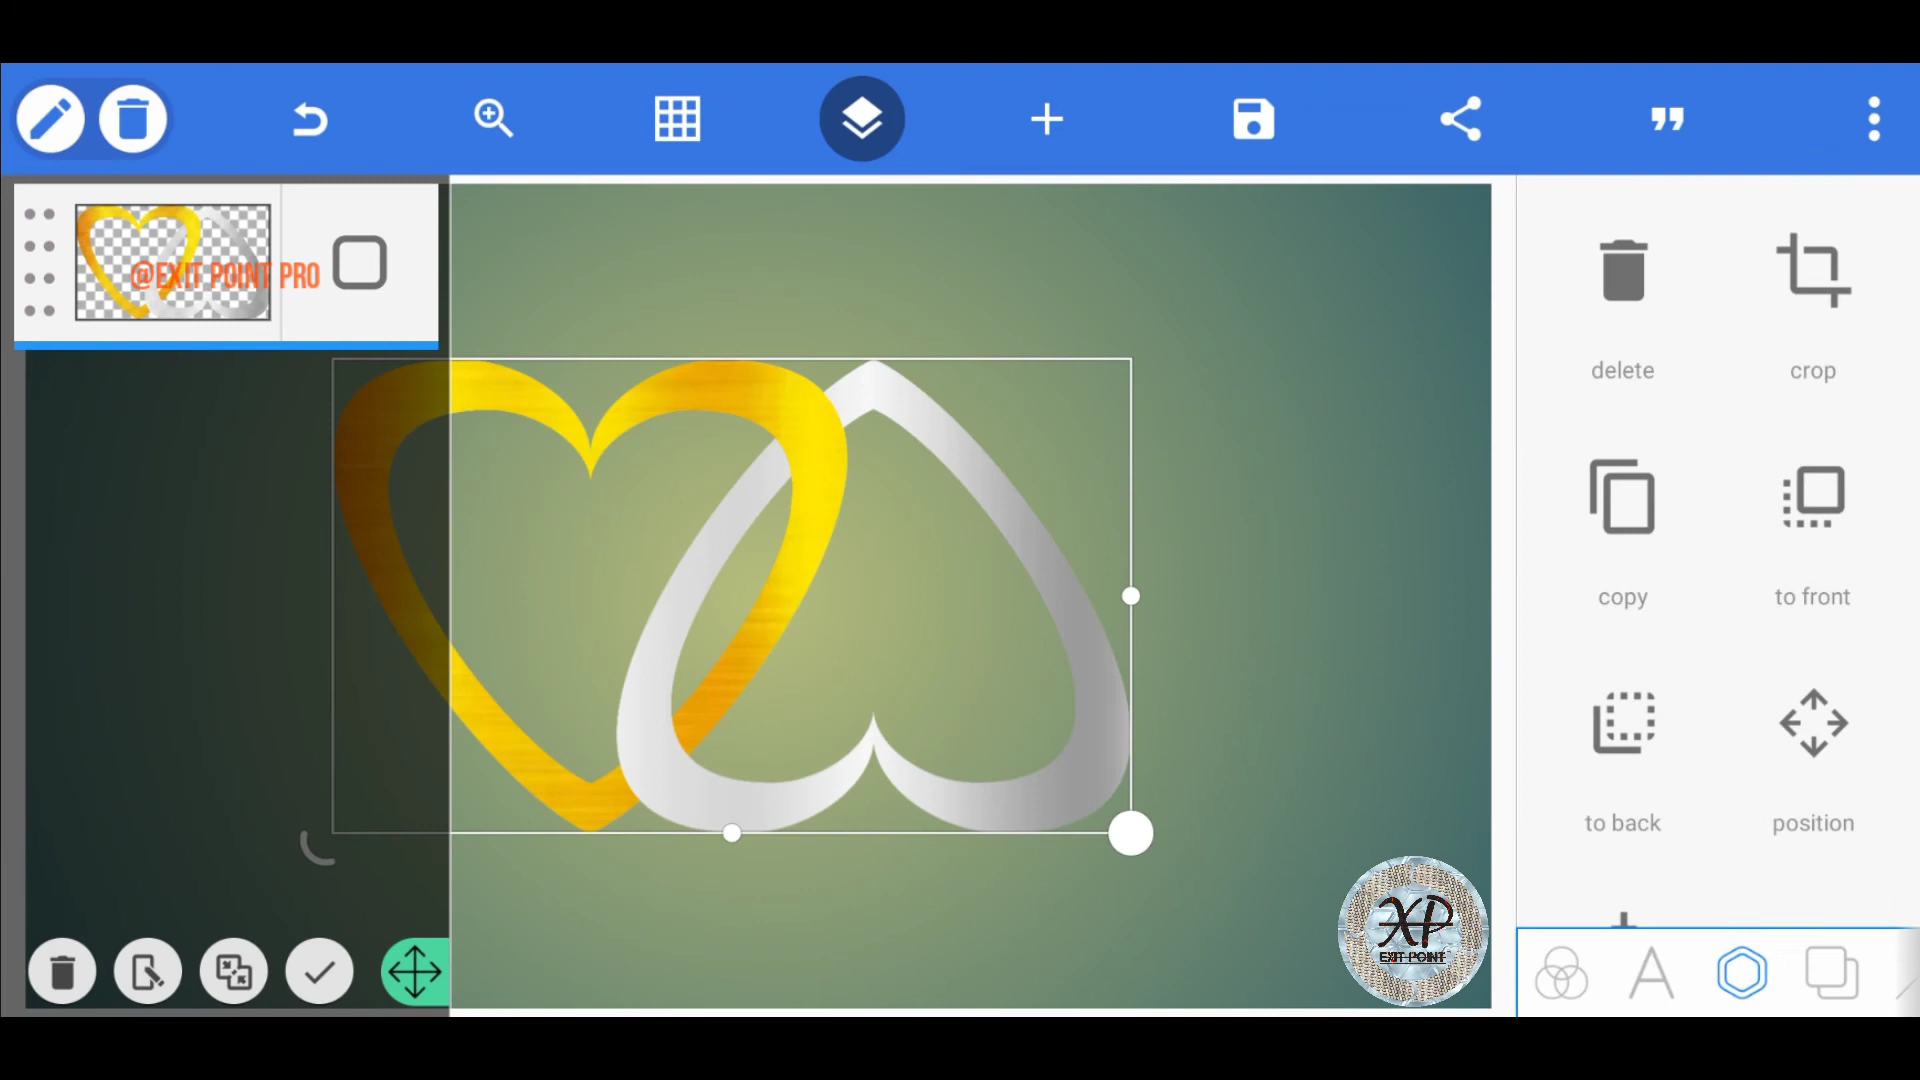 @EXIT POINT PRO
delete
crop
copy
to front
to back
position
XP
EXIT POINT